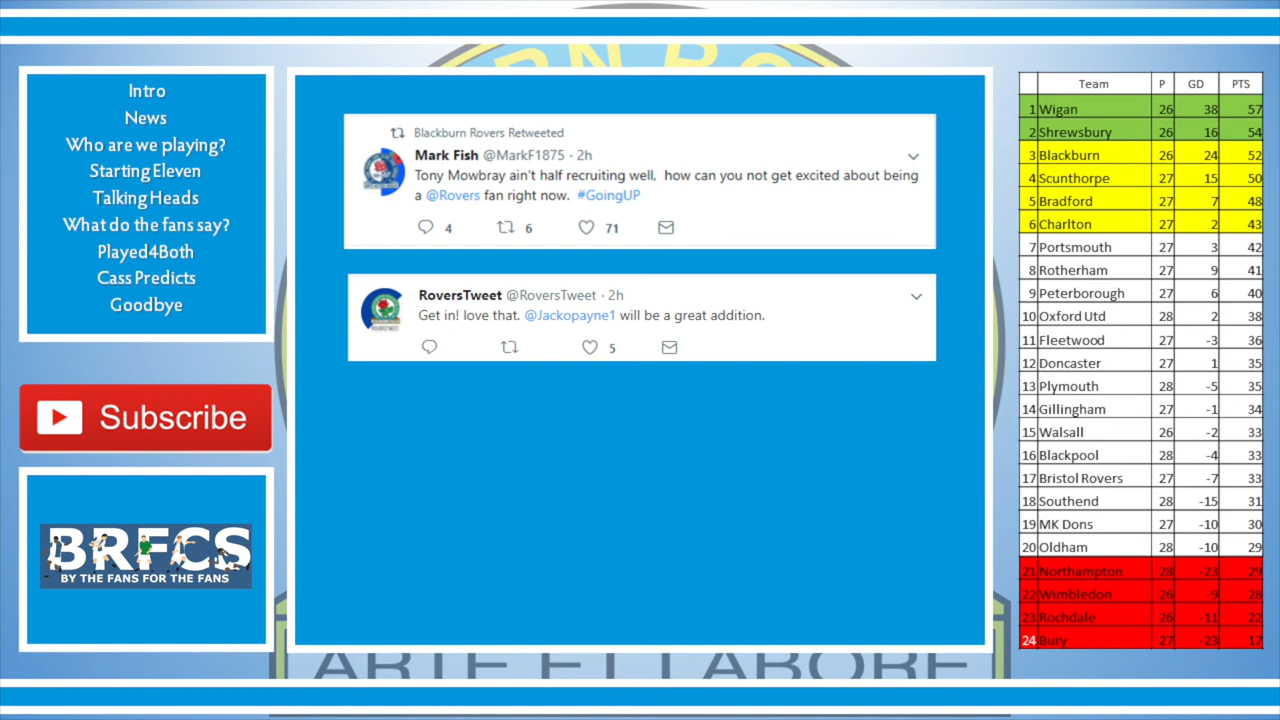 Intro
News
Who are we playing?
Starting Eleven
Talking Heads
What do the fans say?
Played4Both
Cass Predicts
Goodbye
Subscribe
BRFCS
BY THE FANS FOR THE FANS
Blackburn Rovers Retweeted
Mark Fish @MarkF1875 · 2h
Tony Mowbray ain't half recruiting well, how can you not get excited about being
a @Rovers fan right now. #GoingUP
4 6 71
RoversTweet @RoversTweet · 2h
Get in! love that. @Jackopayne1 will be a great addition.
5
Team P GD PTS
1 Wigan 26 38 57
2 Shrewsbury 26 16 54
3 Blackburn 26 24 52
4 Scunthorpe 27 15 50
5 Bradford 27 7 48
6 Charlton 27 2 43
7 Portsmouth 27 3 42
8 Rotherham 27 9 41
9 Peterborough 27 6 40
10 Oxford Utd 28 2 38
11 Fleetwood 27 -3 36
12 Doncaster 27 1 35
13 Plymouth 28 -5 35
14 Gillingham 27 -1 34
15 Walsall 26 -2 33
16 Blackpool 28 -4 33
17 Bristol Rovers 27 -7 33
18 Southend 28 -15 31
19 MK Dons 27 -10 30
20 Oldham 28 -10 29
21 Northampton 28 -23 29
22 Wimbledon 26 -9 28
23 Rochdale 26 -11 22
24 Bury 27 -23 17
ARTE ET LABORE